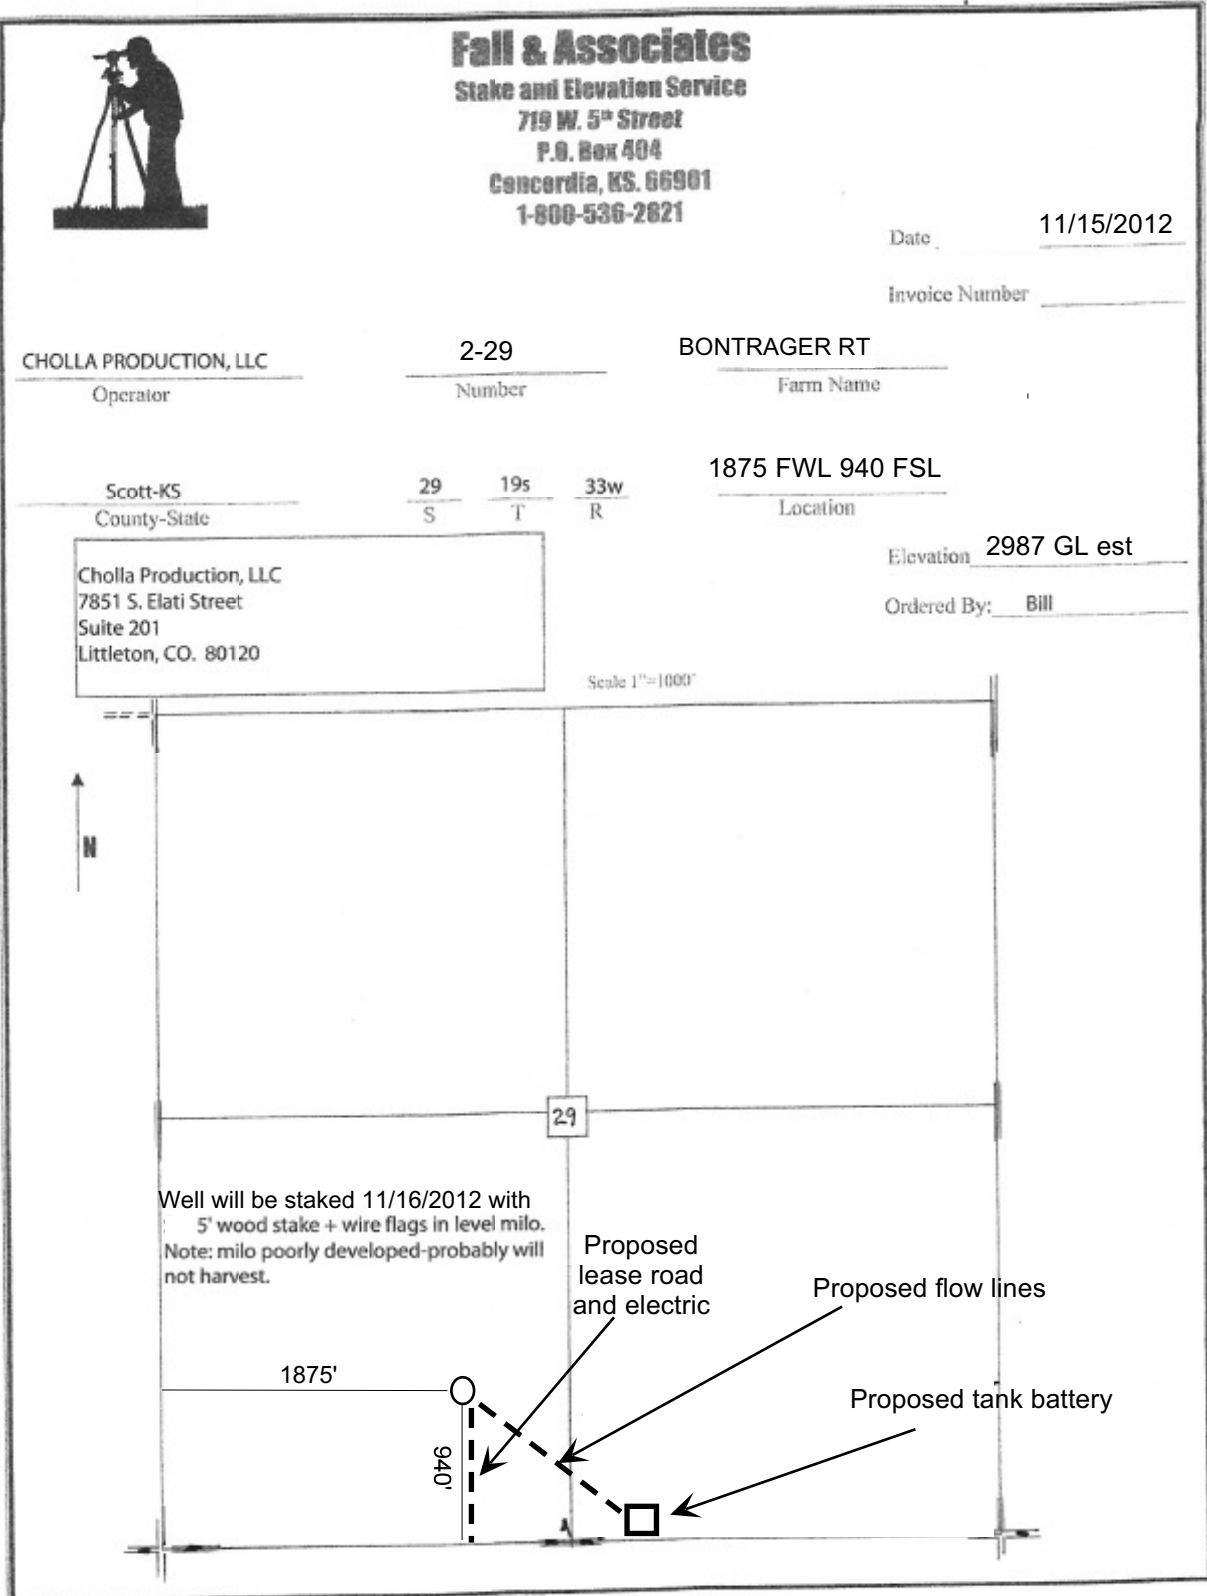 Fall & Associates
Stake and Elevation Service
719 W. 5th Street
P.O. Box 404
Concordia, KS. 66901
1-800-536-2821
Date 11/15/2012
Invoice Number
CHOLLA PRODUCTION, LLC
Operator
2-29
Number
BONTRAGER RT
Farm Name
Scott-KS
County-State
29
S
19s
T
33w
R
1875 FWL 940 FSL
Location
Elevation 2987 GL est
Ordered By: Bill
Cholla Production, LLC
7851 S. Elati Street
Suite 201
Littleton, CO. 80120
Scale 1"=1000'
N
29
Well will be staked 11/16/2012 with
5' wood stake + wire flags in level milo.
Note: milo poorly developed-probably will
not harvest.
Proposed
lease road
and electric
Proposed flow lines
1875'
Proposed tank battery
940'